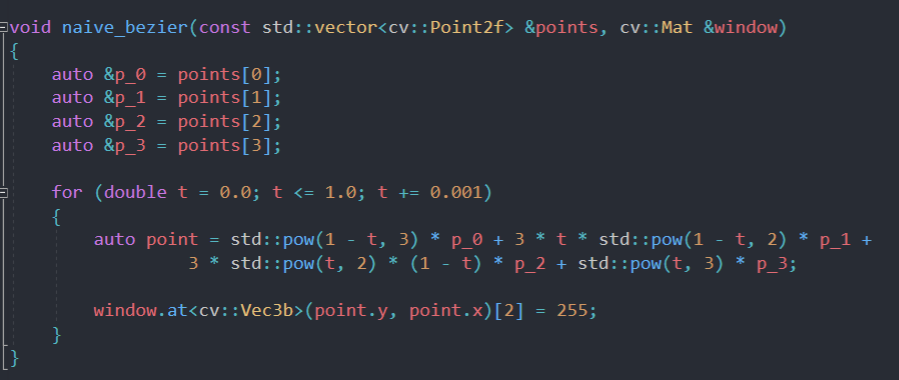 void naive_bezier(const std::vector<cv::Point2f> &points, cv::Mat &window)
{
    auto &p_0 = points[0];
    auto &p_1 = points[1];
    auto &p_2 = points[2];
    auto &p_3 = points[3];

    for (double t = 0.0; t <= 1.0; t += 0.001)
    {
        auto point = std::pow(1 - t, 3) * p_0 + 3 * t * std::pow(1 - t, 2) * p_1 +
                 3 * std::pow(t, 2) * (1 - t) * p_2 + std::pow(t, 3) * p_3;

        window.at<cv::Vec3b>(point.y, point.x)[2] = 255;
    }
}